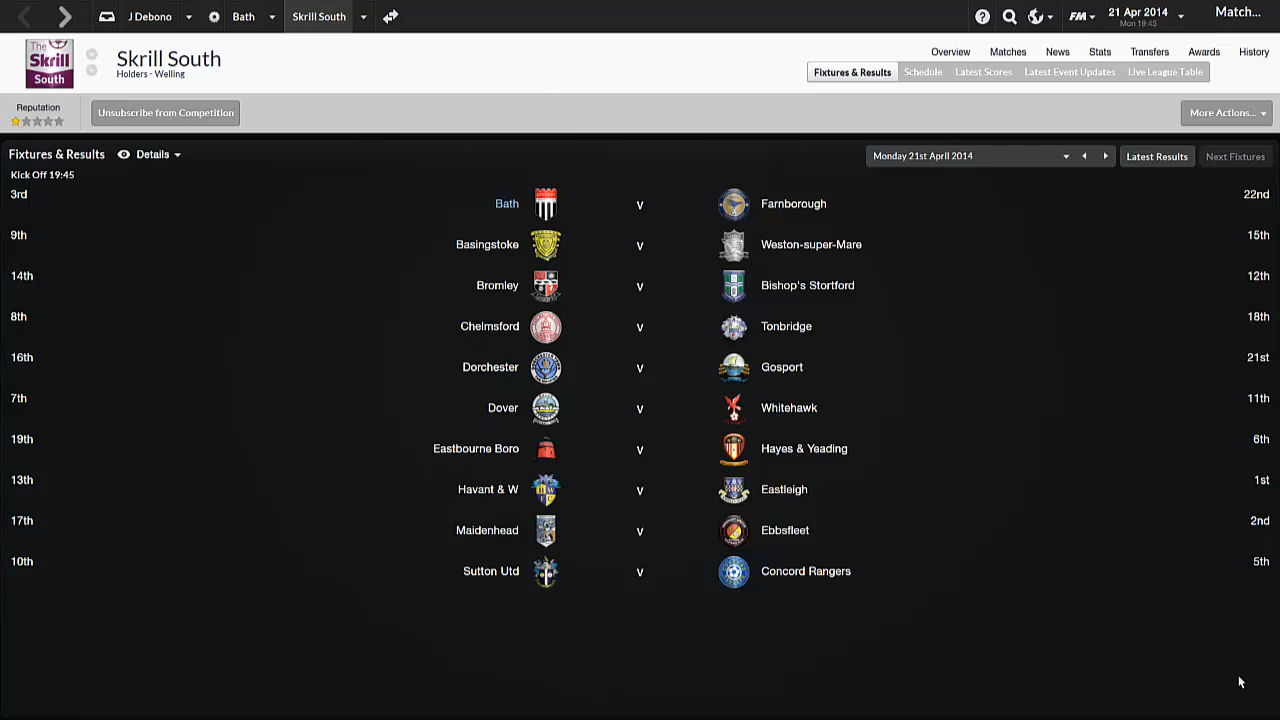 J Debono
Bath
Skrill South
FM
21 Apr 2014
Mon 19:45
Match...
The
Skrill
South
Skrill South
Holders - Welling
Overview Matches News Stats Transfers Awards History
Fixtures & Results Schedule Latest Scores Latest Event Updates Live League Table
Reputation
Unsubscribe from Competition
More Actions...
Fixtures & Results Details
Monday 21st April 2014
Latest Results
Next Fixtures
Kick Off 19:45
3rd Bath v Farnborough 22nd
9th Basingstoke v Weston-super-Mare 15th
14th Bromley v Bishop's Stortford 12th
8th Chelmsford v Tonbridge 18th
16th Dorchester v Gosport 21st
7th Dover v Whitehawk 11th
19th Eastbourne Boro v Hayes & Yeading 6th
13th Havant & W v Eastleigh 1st
17th Maidenhead v Ebbsfleet 2nd
10th Sutton Utd v Concord Rangers 5th